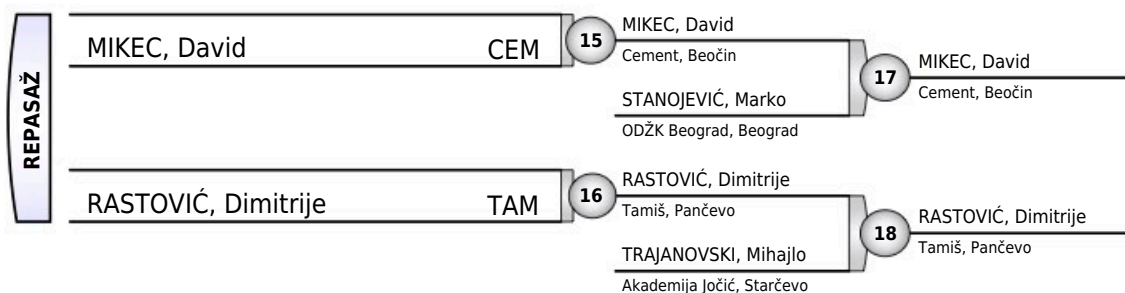 REPASAŽ
MIKEC, David CEM
15
MIKEC, David
Cement, Beočin
STANOJEVIĆ, Marko
ODŽK Beograd, Beograd
17
MIKEC, David
Cement, Beočin
RASTOVIĆ, Dimitrije TAM
16
RASTOVIĆ, Dimitrije
Tamiš, Pančevo
TRAJANOVSKI, Mihajlo
Akademija Jočić, Starčevo
18
RASTOVIĆ, Dimitrije
Tamiš, Pančevo